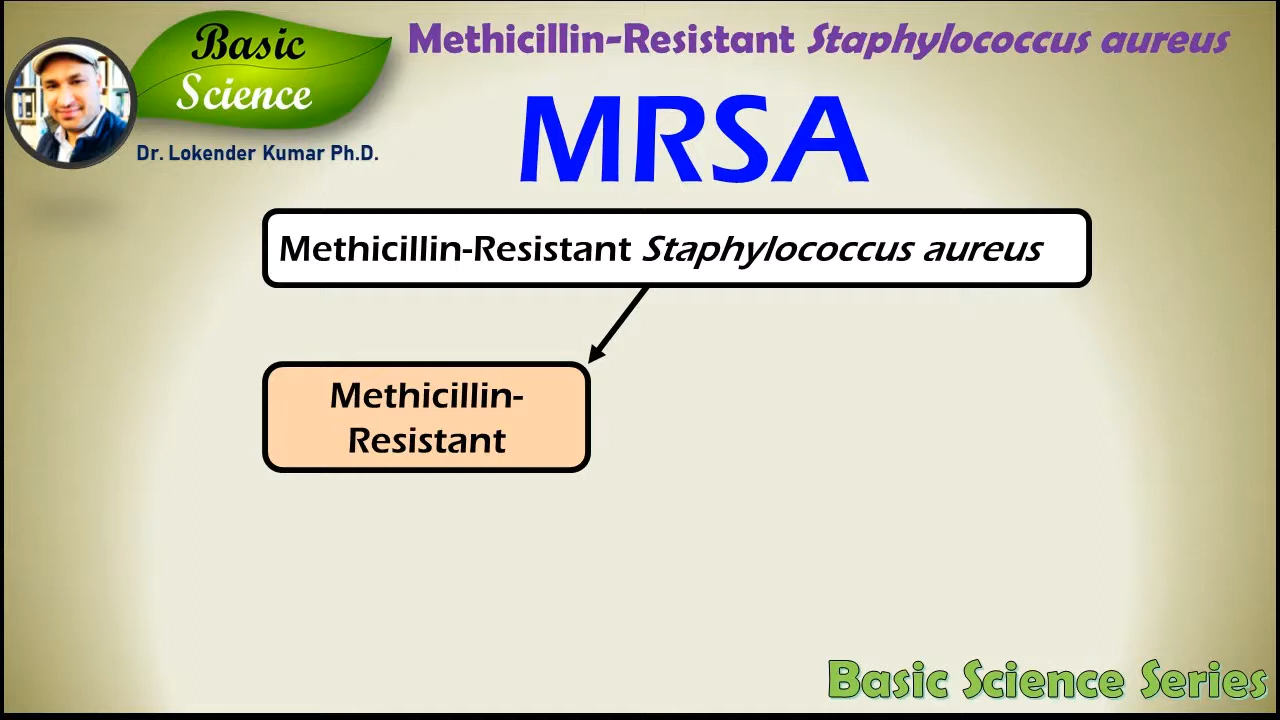 Basic
Science
Dr. Lokender Kumar Ph.D.
Methicillin-Resistant Staphylococcus aureus
MRSA
Methicillin-Resistant Staphylococcus aureus
Methicillin-
Resistant
Basic Science Series